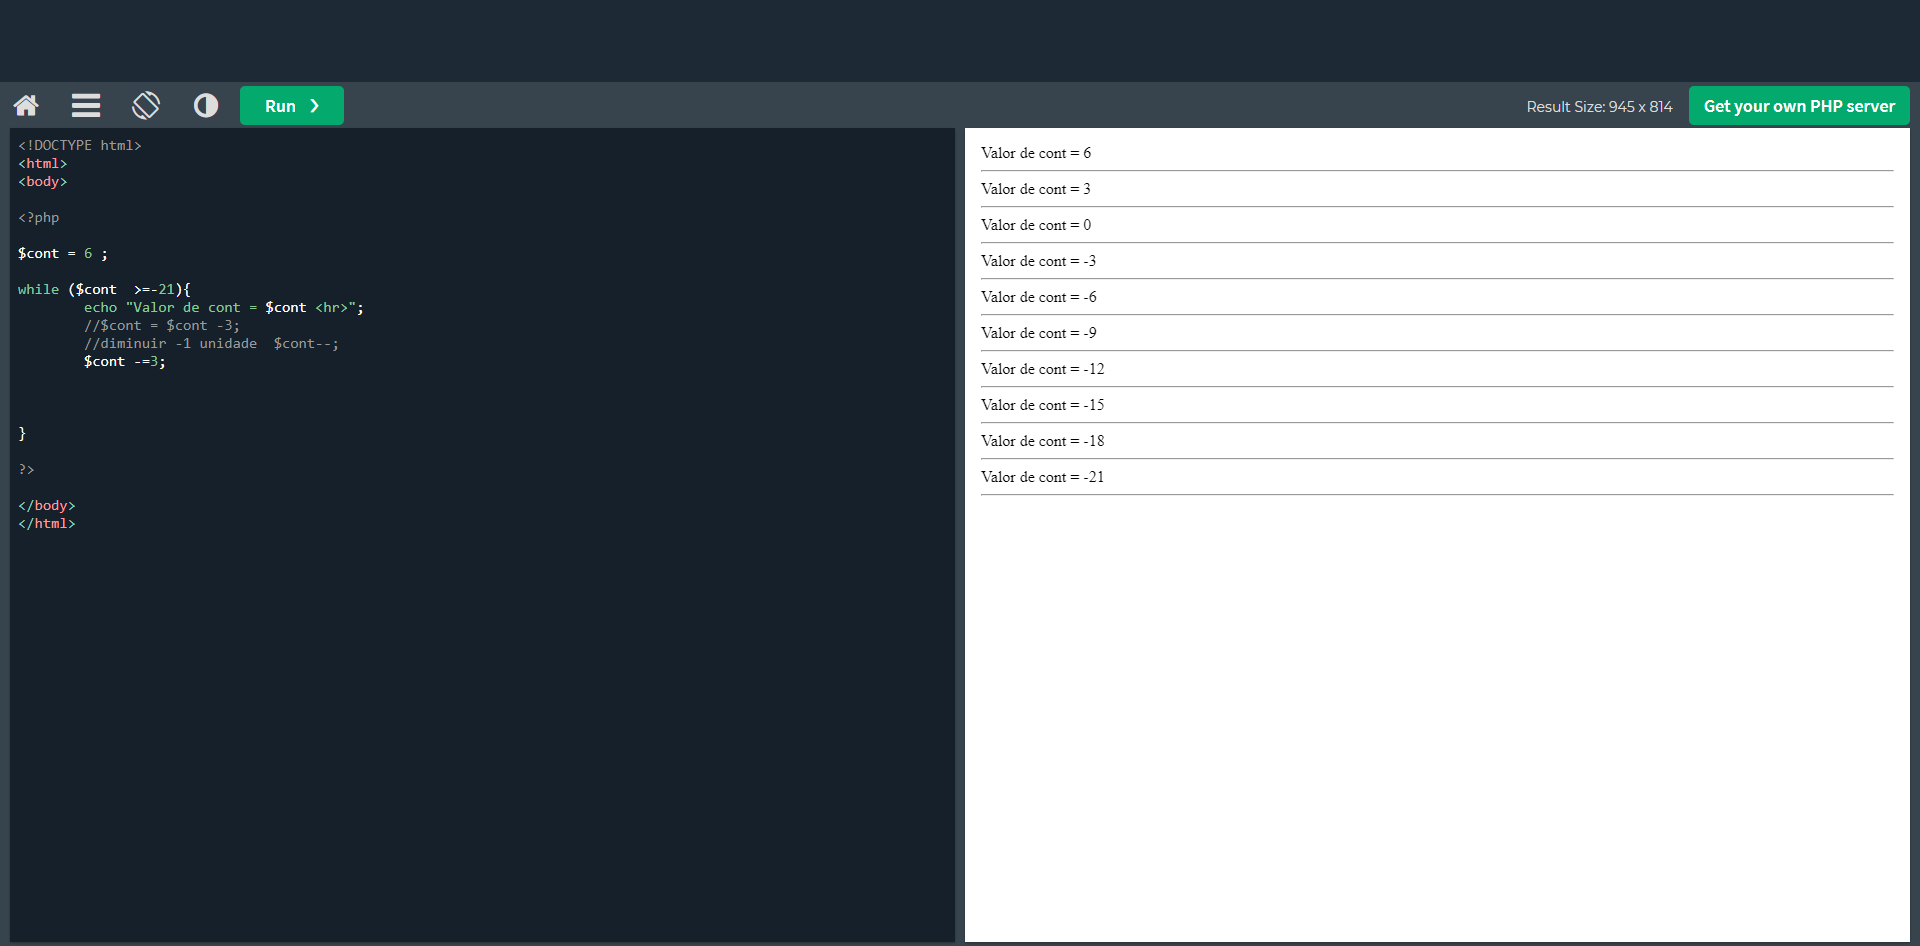 Run ❯
Result Size: 945 x 814
Get your own PHP server
<!DOCTYPE html>
<html>
<body>
<?php
$cont = 6 ;
while ($cont  >=-21){
        echo "Valor de cont = $cont <hr>";
        //$cont = $cont -3;
        //diminuir -1 unidade  $cont--;
        $cont -=3;
}
?>
</body>
</html>
Valor de cont = 6
Valor de cont = 3
Valor de cont = 0
Valor de cont = -3
Valor de cont = -6
Valor de cont = -9
Valor de cont = -12
Valor de cont = -15
Valor de cont = -18
Valor de cont = -21